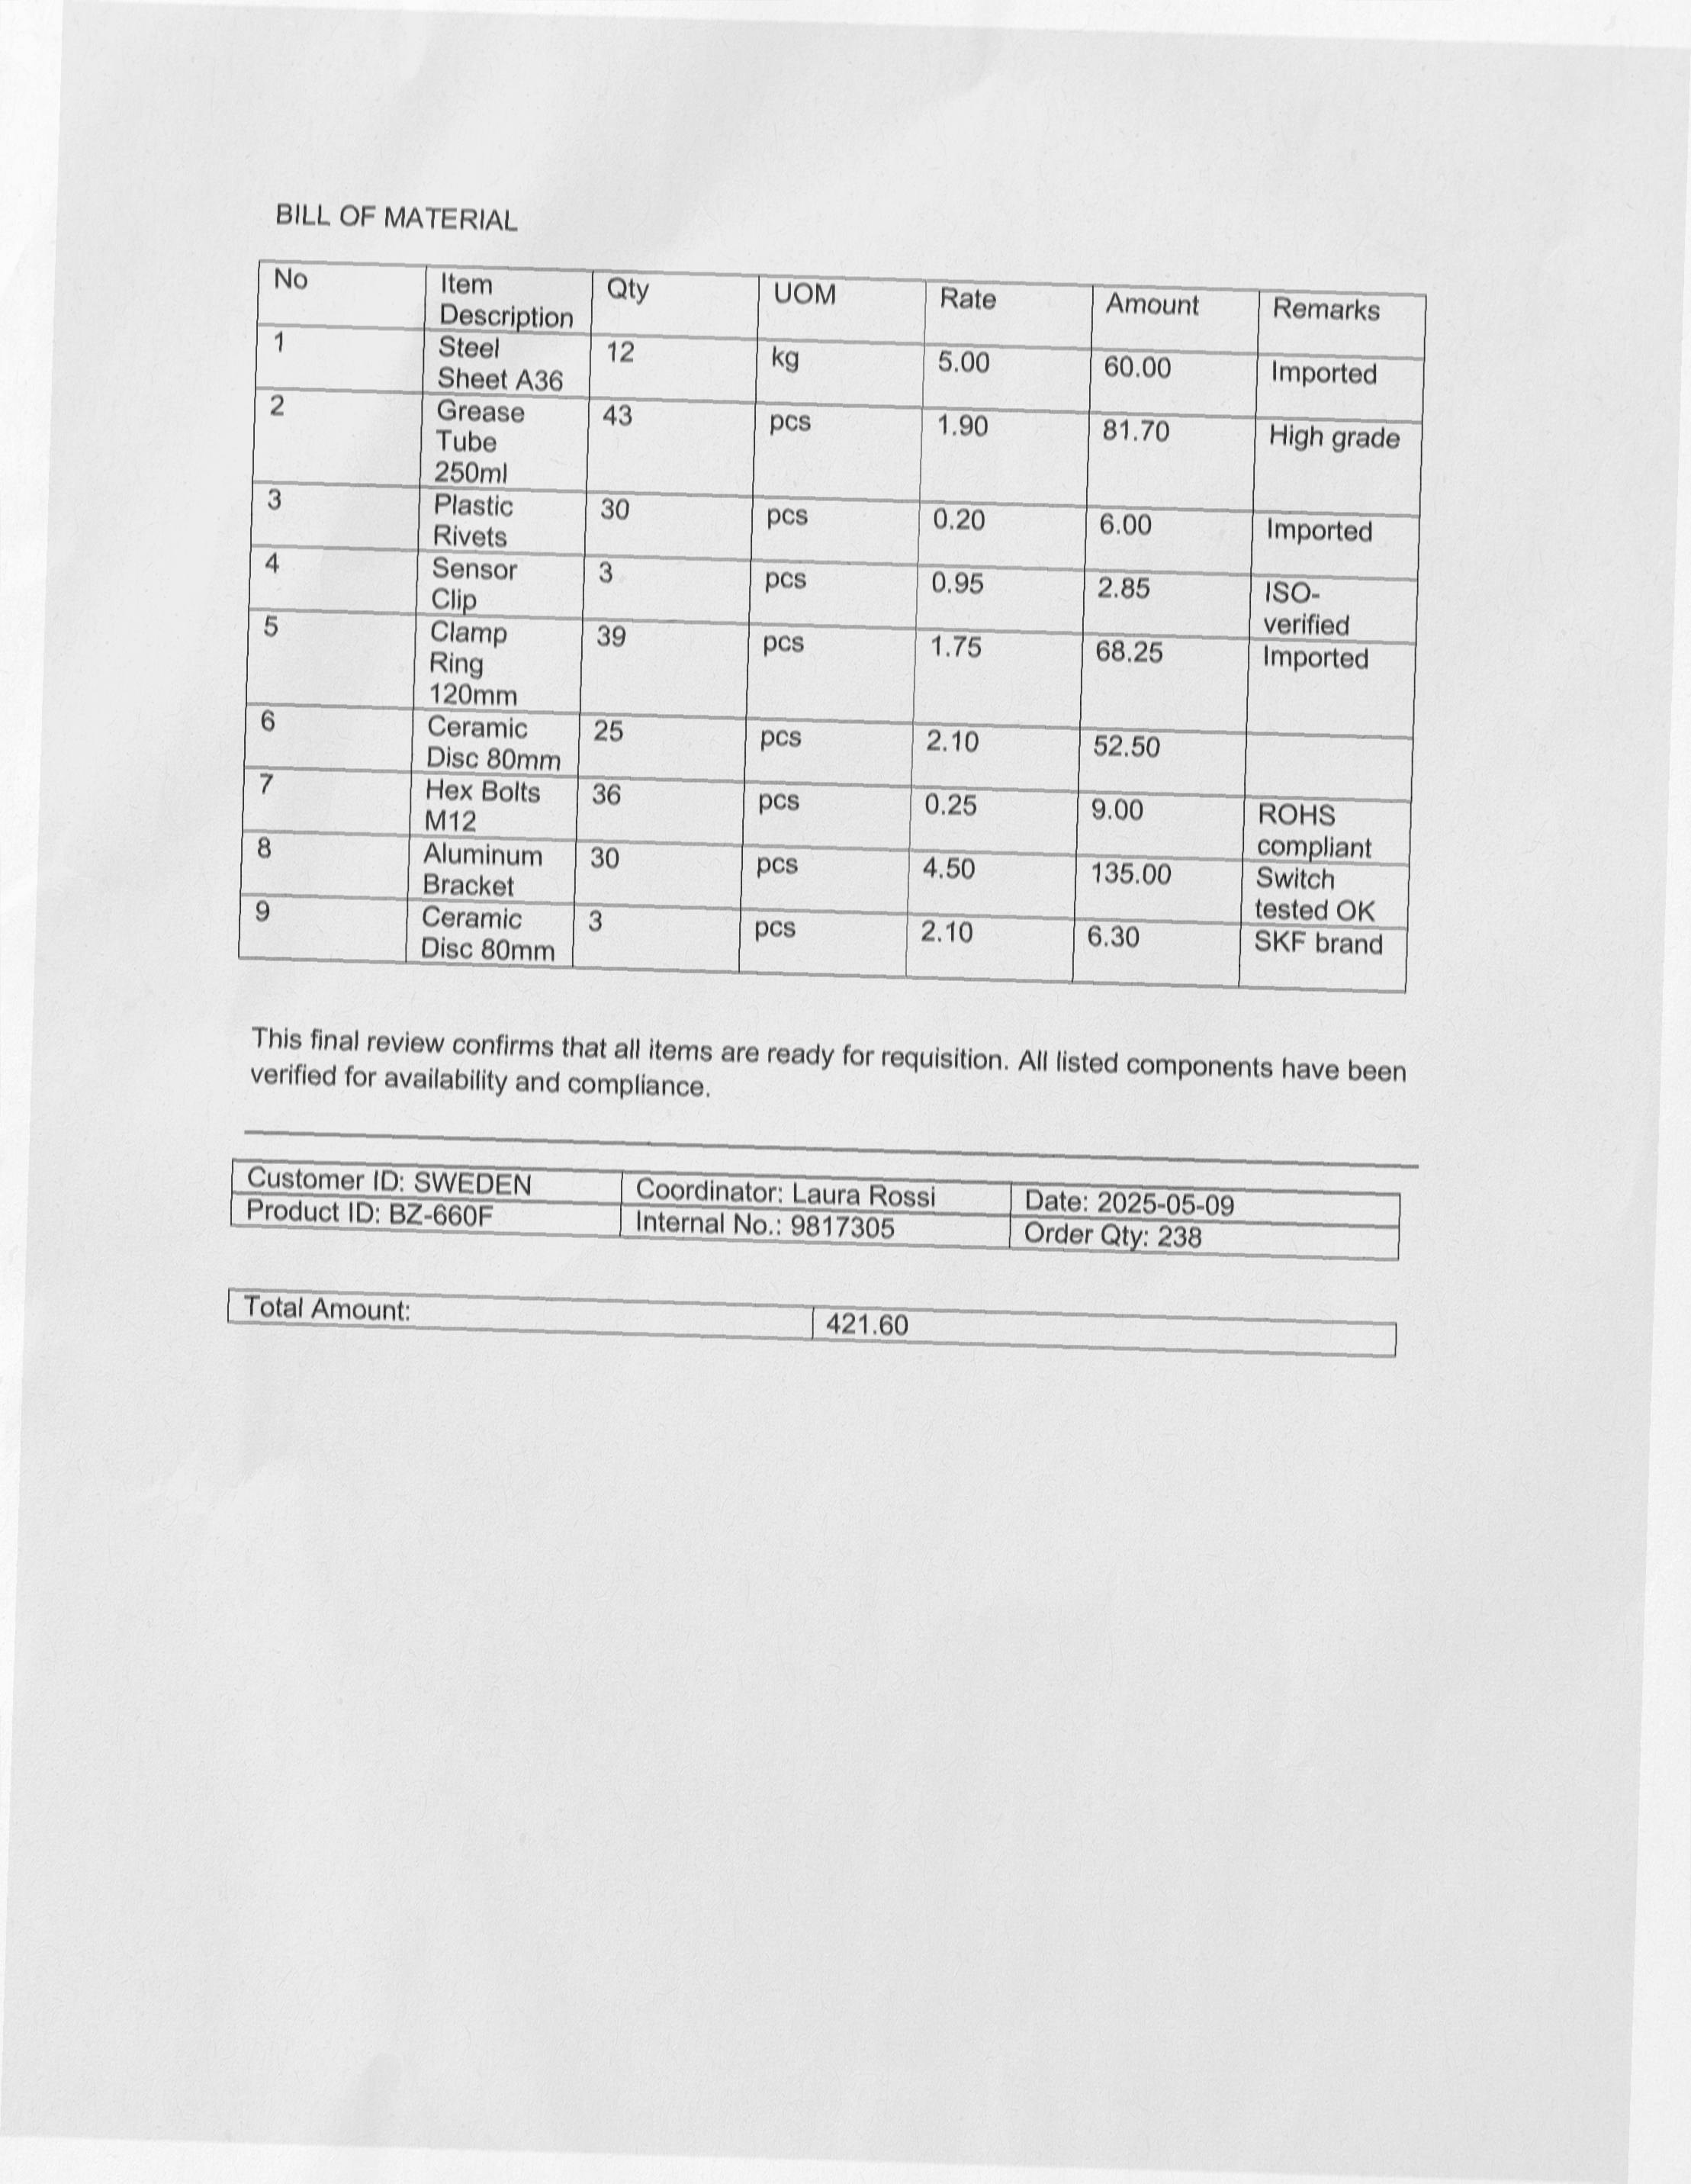 BILL OF MATERIAL
No Item Description Qty UOM Rate Amount Remarks
1 Steel Sheet A36 12 kg 5.00 60.00 Imported
2 Grease Tube 250ml 43 pcs 1.90 81.70 High grade
3 Plastic Rivets 30 pcs 0.20 6.00 Imported
4 Sensor Clip 3 pcs 0.95 2.85 ISO-verified
5 Clamp Ring 120mm 39 pcs 1.75 68.25 Imported
6 Ceramic Disc 80mm 25 pcs 2.10 52.50
7 Hex Bolts M12 36 pcs 0.25 9.00 ROHS compliant
8 Aluminum Bracket 30 pcs 4.50 135.00 Switch tested OK
9 Ceramic Disc 80mm 3 pcs 2.10 6.30 SKF brand
This final review confirms that all items are ready for requisition. All listed components have been
verified for availability and compliance.
Customer ID: SWEDEN Coordinator: Laura Rossi Date: 2025-05-09
Product ID: BZ-660F Internal No.: 9817305 Order Qty: 238
Total Amount: 421.60